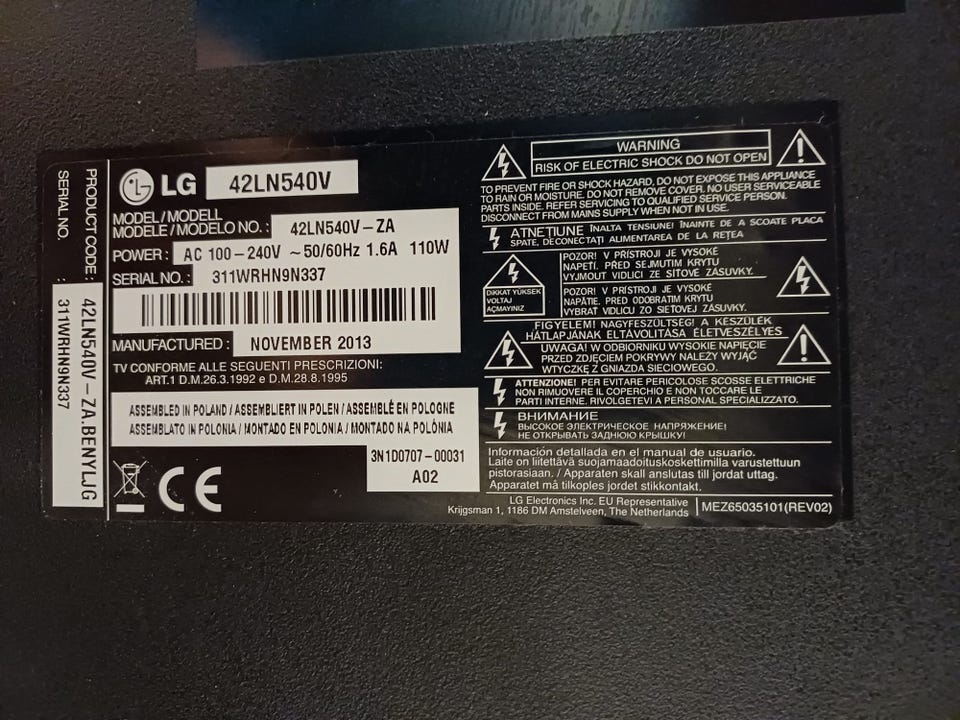 LG 42LN540V
MODEL/MODELL
MODELE/MODELO NO. : 42LN540V-ZA
POWER : AC 100-240V ~50/60Hz 1.6A 110W
SERIAL NO. : 311WRHN9N337
MANUFACTURED : NOVEMBER 2013
TV CONFORME ALLE SEGUENTI PRESCRIZIONI:
ART.1 D.M.26.3.1992 e D.M.28.8.1995
ASSEMBLED IN POLAND / ASSEMBLIERT IN POLEN / ASSEMBLÉ EN POLOGNE
ASSEMBLATO IN POLONIA / MONTADO EN POLONIA / MONTADO NA POLÔNIA
3N1D0707-00031
A02
CE
PRODUCT CODE : 42LN540V-ZA.BENYLJG
SERIAL NO. : 311WRHN9N337
WARNING
RISK OF ELECTRIC SHOCK DO NOT OPEN
TO PREVENT FIRE OR SHOCK HAZARD, DO NOT EXPOSE THIS APPLIANCE
TO RAIN OR MOISTURE. DO NOT REMOVE COVER. NO USER SERVICEABLE
PARTS INSIDE. REFER SERVICING TO QUALIFIED SERVICE PERSON.
DISCONNECT FROM MAINS SUPPLY WHEN NOT IN USE.
ATNEȚIUNE ÎNALTA TENSIUNE! ÎNAINTE DE A SCOATE PLACA
SPATE, DECONECTAȚI ALIMENTAREA DE LA REȚEA
DIKKAT YÜKSEK
VOLTAJ
AÇMAYINIZ
POZOR! V PŘÍSTROJI JE VYSOKÉ
NAPĚTÍ. PŘED SEJMUTIM KRYTU
VYJMĚTE VIDLICI ZE SÍŤOVÉ ZÁSUVKY.
POZOR! V PRÍSTROJI JE VYSOKÉ
NAPÄTIE. PRED ODOBRATIM KRYTU
VYBRAŤ VIDLICU ZO SIEŤOVEJ ZÁSUVKY.
FIGYELEM! NAGYFESZÜLTSÉG! A KÉSZÜLÉK
HÁTLAPJÁNAK ELTÁVOLÍTÁSA ÉLETVESZÉLYES
UWAGA! W ODBIORNIKU WYSOKIE NAPIĘCIE
PRZED ZDJĘCIEM POKRYWY NALEŻY WYJĄĆ
WTYCZKĘ Z GNIAZDA SIECIOWEGO.
ATTENZIONE! PER EVITARE PERICOLOSE SCOSSE ELETTRICHE
NON RIMUOVERE IL COPERCHIO E NON TOCCARE LE
PARTI INTERNE. RIVOLGETEVI A PERSONAL SPECIALIZZATO.
ВНИМАНИЕ
ВЫСОКОЕ ЭЛЕКТРИЧЕСКОЕ НАПРЯЖЕНИЕ!
НЕ ОТКРЫВАТЬ ЗАДНЮЮ КРЫШКУ!
Información detallada en el manual de usuario.
Laite on liitettävä suojamaadoituskoskettimilla varustettuun
pistorasiaan. / Apparaten skall anslutas till jordat uttag.
Apparatet må tilkoples jordet stikkontakt.
LG Electronics Inc. EU Representative
Krijgsman 1, 1186 DM Amstelveen, The Netherlands
MEZ65035101(REV02)